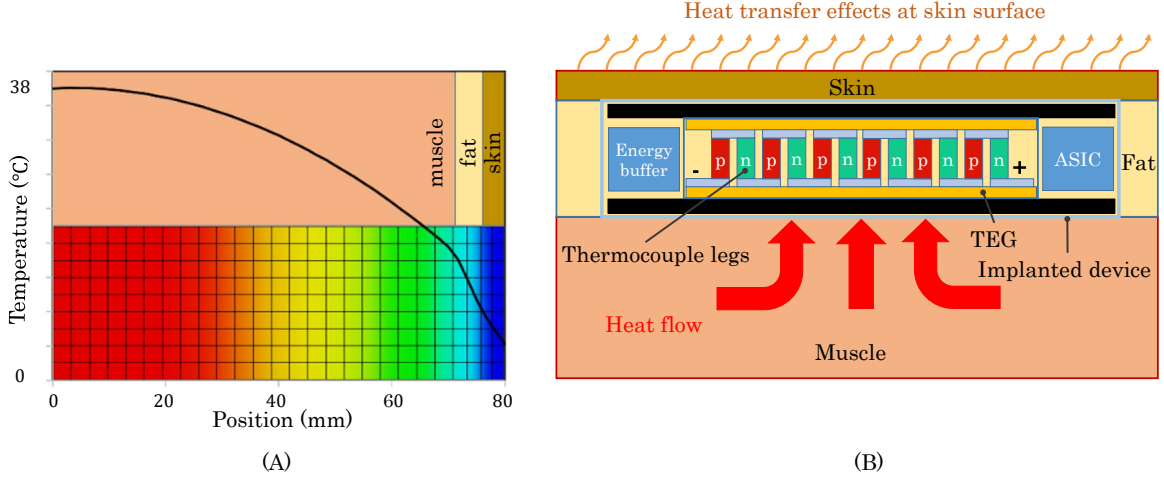 38
Temperature (°C)
0
muscle
fat
skin
0
20
40
60
80
Position (mm)
(A)
Heat transfer effects at skin surface
Skin
Energy
buffer
-
p n p n p n p n p n p n
+
ASIC
Fat
Thermocouple legs
TEG
Implanted device
Heat flow
Muscle
(B)